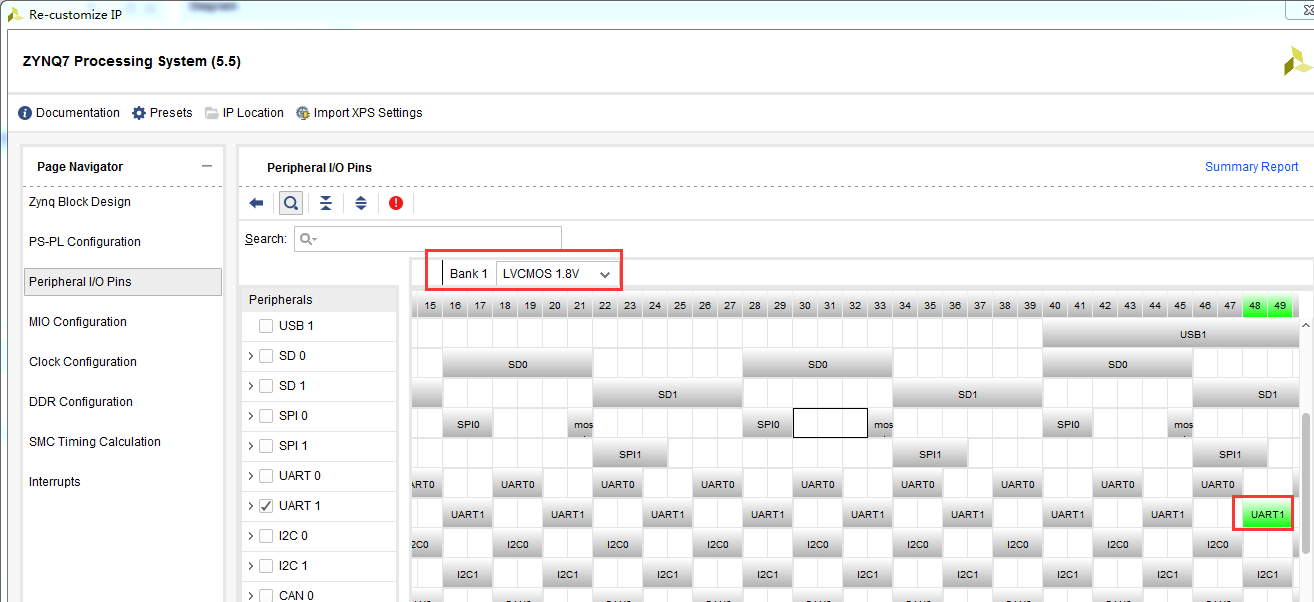 Diagram
Re-customize IP
ZYNQ7 Processing System (5.5)
Documentation Presets IP Location Import XPS Settings
Page Navigator
Zynq Block Design
PS-PL Configuration
Peripheral I/O Pins
MIO Configuration
Clock Configuration
DDR Configuration
SMC Timing Calculation
Interrupts
Peripheral I/O Pins Summary Report
Search:
Bank 1 LVCMOS 1.8V
Peripherals 15 16 17 18 19 20 21 22 23 24 25 26 27 28 29 30 31 32 33 34 35 36 37 38 39 40 41 42 43 44 45 46 47 48 49
USB 1 USB1
SD 0 SD0 SD0 SD0
SD 1 SD1 SD1 SD1
SPI 0 SPI0 mos SPI0 mos SPI0 mos
SPI 1 SPI1 SPI1 SPI1
UART 0 ART0 UART0 UART0 UART0 UART0 UART0 UART0 UART0 UART0
UART 1 UART1 UART1 UART1 UART1 UART1 UART1 UART1 UART1 UART1
I2C 0 I2C0 I2C0 I2C0 I2C0 I2C0 I2C0 I2C0 I2C0 I2C0
I2C 1 I2C1 I2C1 I2C1 I2C1 I2C1 I2C1 I2C1 I2C1 I2C1
CAN 0